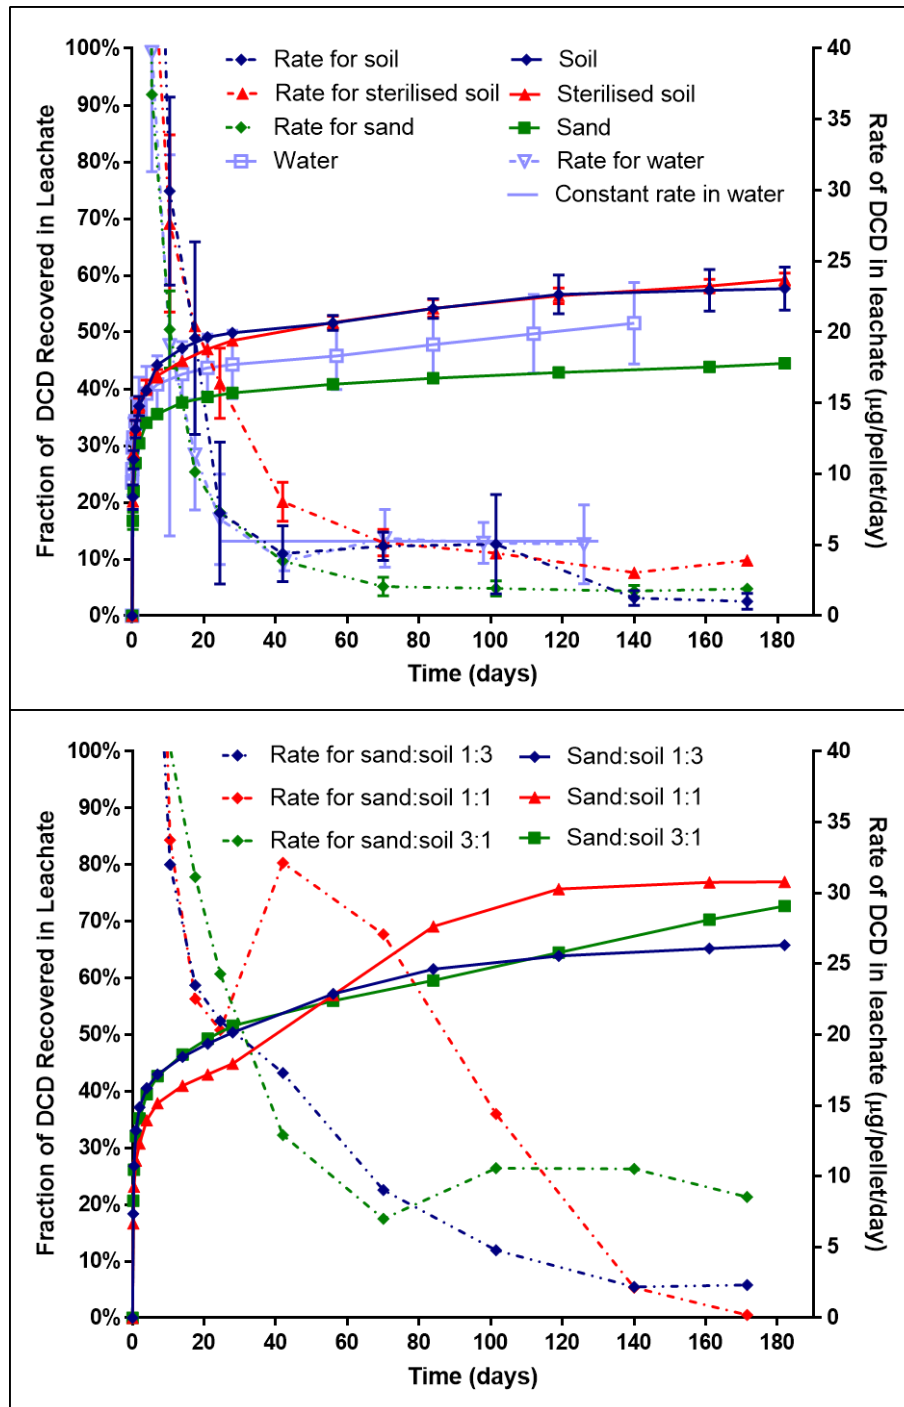 Fraction of DCD Recovered in Leachate
100%
90%
80%
70%
60%
50%
40%
30%
20%
10%
0%
Rate for soil
Soil
Rate for sterilised soil
Sterilised soil
Rate for sand
Sand
Water
Rate for water
Constant rate in water
40
35
30
25
20
15
10
5
0
Rate of DCD in leachate (µg/pellet/day)
0 20 40 60 80 100 120 140 160 180
Time (days)
Fraction of DCD Recovered in Leachate
100%
90%
80%
70%
60%
50%
40%
30%
20%
10%
0%
Rate for sand:soil 1:3
Sand:soil 1:3
Rate for sand:soil 1:1
Sand:soil 1:1
Rate for sand:soil 3:1
Sand:soil 3:1
40
35
30
25
20
15
10
5
0
Rate of DCD in leachate (µg/pellet/day)
0 20 40 60 80 100 120 140 160 180
Time (days)